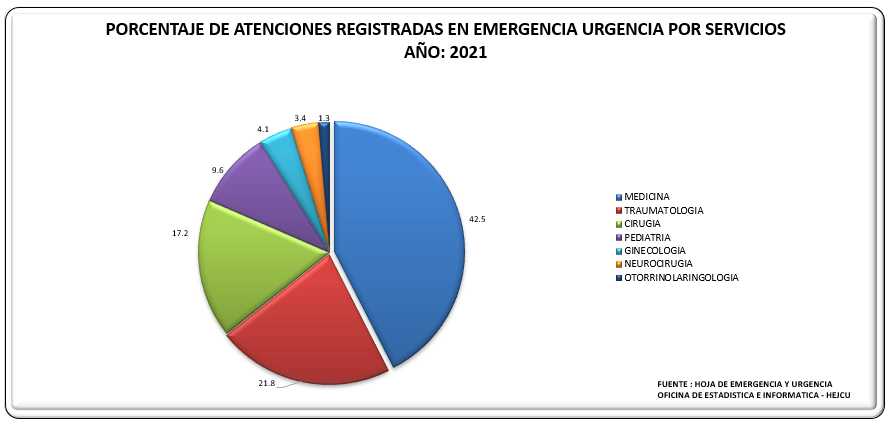 PORCENTAJE DE ATENCIONES REGISTRADAS EN EMERGENCIA URGENCIA POR SERVICIOS
AÑO: 2021
1.3
3.4
4.1
9.6
17.2
21.8
42.5
MEDICINA
TRAUMATOLOGIA
CIRUGIA
PEDIATRIA
GINECOLOGIA
NEUROCIRUGIA
OTORRINOLARINGOLOGIA
FUENTE : HOJA DE EMERGENCIA Y URGENCIA
OFICINA DE ESTADISTICA E INFORMATICA - HEJCU